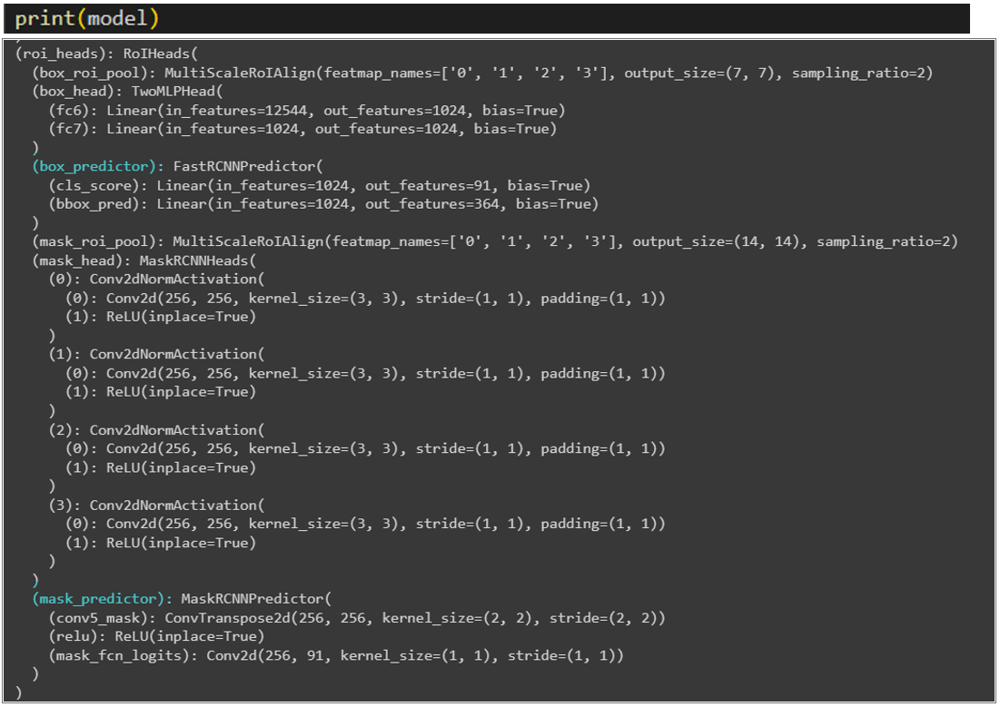 print(model)
)
(roi_heads): RoIHeads(
  (box_roi_pool): MultiScaleRoIAlign(featmap_names=['0', '1', '2', '3'], output_size=(7, 7), sampling_ratio=2)
  (box_head): TwoMLPHead(
    (fc6): Linear(in_features=12544, out_features=1024, bias=True)
    (fc7): Linear(in_features=1024, out_features=1024, bias=True)
  )
  (box_predictor): FastRCNNPredictor(
    (cls_score): Linear(in_features=1024, out_features=91, bias=True)
    (bbox_pred): Linear(in_features=1024, out_features=364, bias=True)
  )
  (mask_roi_pool): MultiScaleRoIAlign(featmap_names=['0', '1', '2', '3'], output_size=(14, 14), sampling_ratio=2)
  (mask_head): MaskRCNNHeads(
    (0): Conv2dNormActivation(
      (0): Conv2d(256, 256, kernel_size=(3, 3), stride=(1, 1), padding=(1, 1))
      (1): ReLU(inplace=True)
    )
    (1): Conv2dNormActivation(
      (0): Conv2d(256, 256, kernel_size=(3, 3), stride=(1, 1), padding=(1, 1))
      (1): ReLU(inplace=True)
    )
    (2): Conv2dNormActivation(
      (0): Conv2d(256, 256, kernel_size=(3, 3), stride=(1, 1), padding=(1, 1))
      (1): ReLU(inplace=True)
    )
    (3): Conv2dNormActivation(
      (0): Conv2d(256, 256, kernel_size=(3, 3), stride=(1, 1), padding=(1, 1))
      (1): ReLU(inplace=True)
    )
  )
  (mask_predictor): MaskRCNNPredictor(
    (conv5_mask): ConvTranspose2d(256, 256, kernel_size=(2, 2), stride=(2, 2))
    (relu): ReLU(inplace=True)
    (mask_fcn_logits): Conv2d(256, 91, kernel_size=(1, 1), stride=(1, 1))
  )
)